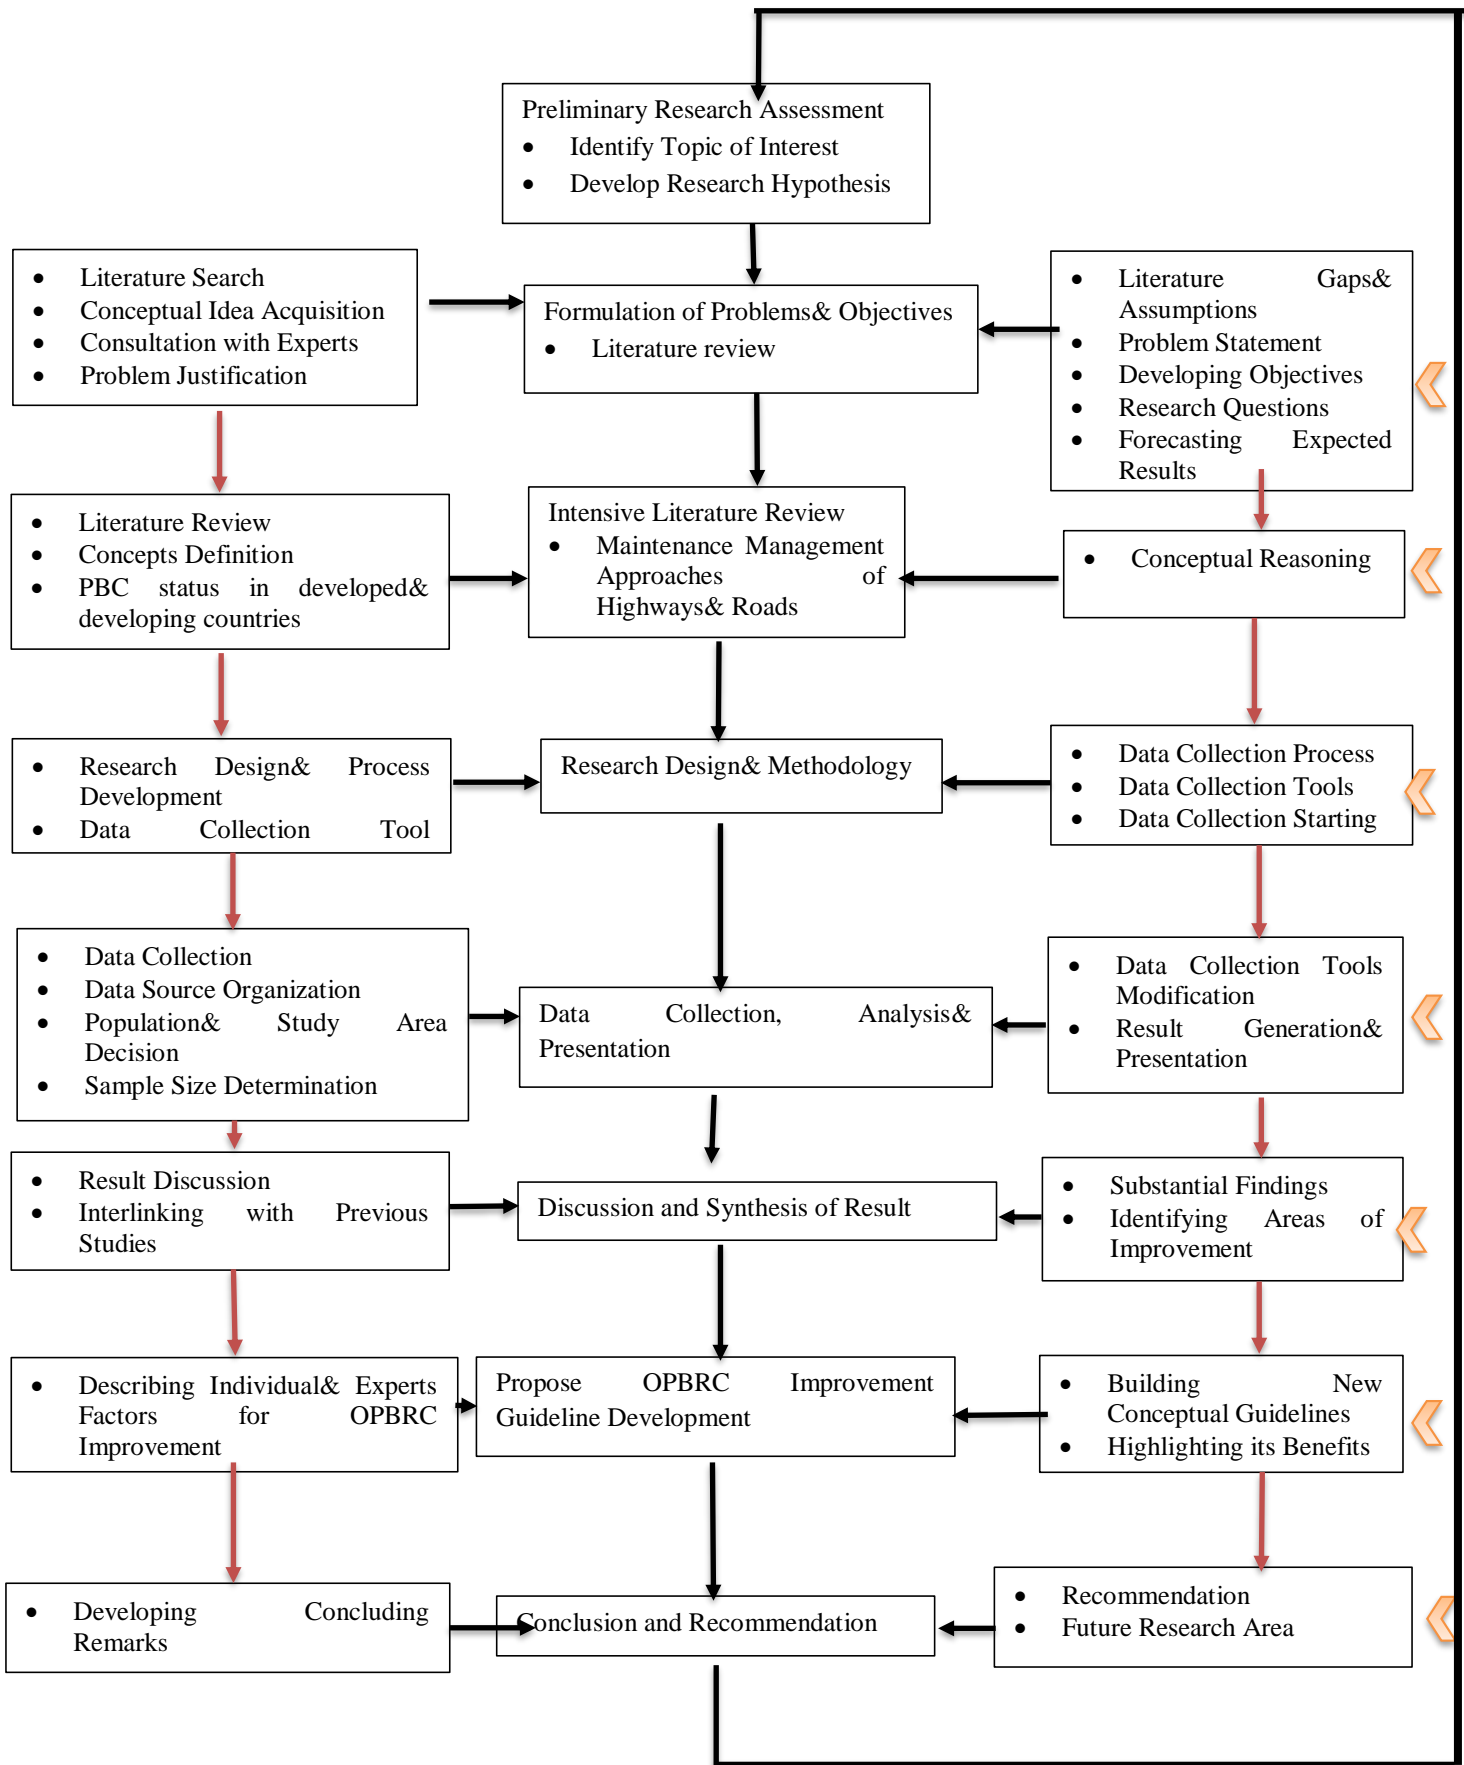 Preliminary Research Assessment
• Identify Topic of Interest
• Develop Research Hypothesis
• Literature Search
• Conceptual Idea Acquisition
• Consultation with Experts
• Problem Justification
Formulation of Problems& Objectives
• Literature review
• Literature Gaps&
Assumptions
• Problem Statement
• Developing Objectives
• Research Questions
• Forecasting Expected
Results
• Literature Review
• Concepts Definition
• PBC status in developed&
developing countries
Intensive Literature Review
• Maintenance Management
Approaches of
Highways& Roads
• Conceptual Reasoning
• Research Design& Process
Development
• Data Collection Tool
Research Design& Methodology
• Data Collection Process
• Data Collection Tools
• Data Collection Starting
• Data Collection
• Data Source Organization
• Population& Study Area
Decision
• Sample Size Determination
Data Collection, Analysis&
Presentation
• Data Collection Tools
Modification
• Result Generation&
Presentation
• Result Discussion
• Interlinking with Previous
Studies
Discussion and Synthesis of Result
• Substantial Findings
• Identifying Areas of
Improvement
• Describing Individual& Experts
Factors for OPBRC
Improvement
Propose OPBRC Improvement
Guideline Development
• Building New
Conceptual Guidelines
• Highlighting its Benefits
• Developing Concluding
Remarks
Conclusion and Recommendation
• Recommendation
• Future Research Area